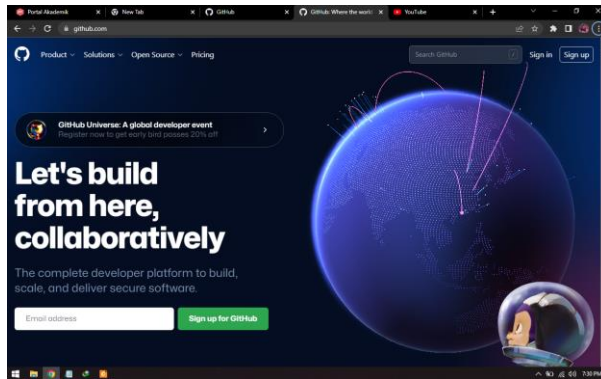 Portal Akademik
New Tab
GitHub
GitHub: Where the world
YouTube
github.com
Product
Solutions
Open Source
Pricing
Search GitHub
/
Sign in
Sign up
GitHub Universe: A global developer event
Register now to get early bird passes 20% off
Let's build
from here,
collaboratively
The complete developer platform to build,
scale, and deliver secure software.
Email address
Sign up for GitHub
7:30 PM